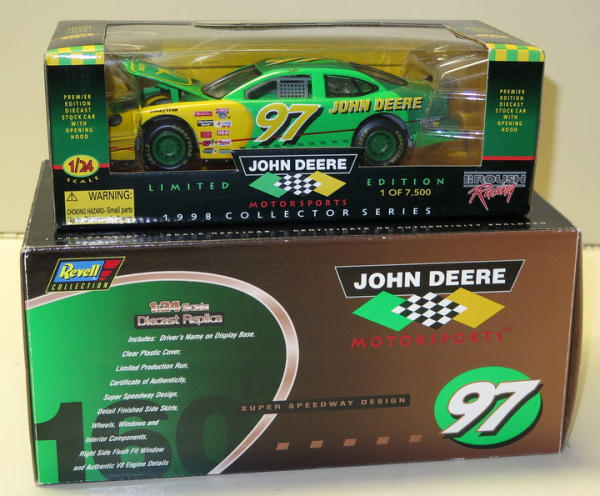 PREMIER
EDITION
DIECAST
STOCK CAR
WITH
OPENING
HOOD
1/24
SCALE
GOODYEAR
97
JOHN DEERE
PREMIER
EDITION
DIECAST
STOCK CAR
WITH
OPENING
HOOD
JOHN DEERE
LIMITED
EDITION
MOTORSPORTS
1 OF 7,500
1998 COLLECTOR SERIES
ROUSH
Racing
WARNING:
CHOKING HAZARD-Small parts
Revell
COLLECTION
1:24 Scale
Diecast Replica
Includes: Driver's Name on Display Base,
Clear Plastic Cover,
Limited Production Run,
Certificate of Authenticity,
Super Speedway Design,
Detail Finished Side Skirts,
Wheels, Windows and
Interior Components,
Right Side Flush Fit Window
and Authentic V8 Engine Details
160
SUPER SPEEDWAY DESIGN
JOHN DEERE
MOTORSPORTS™
97